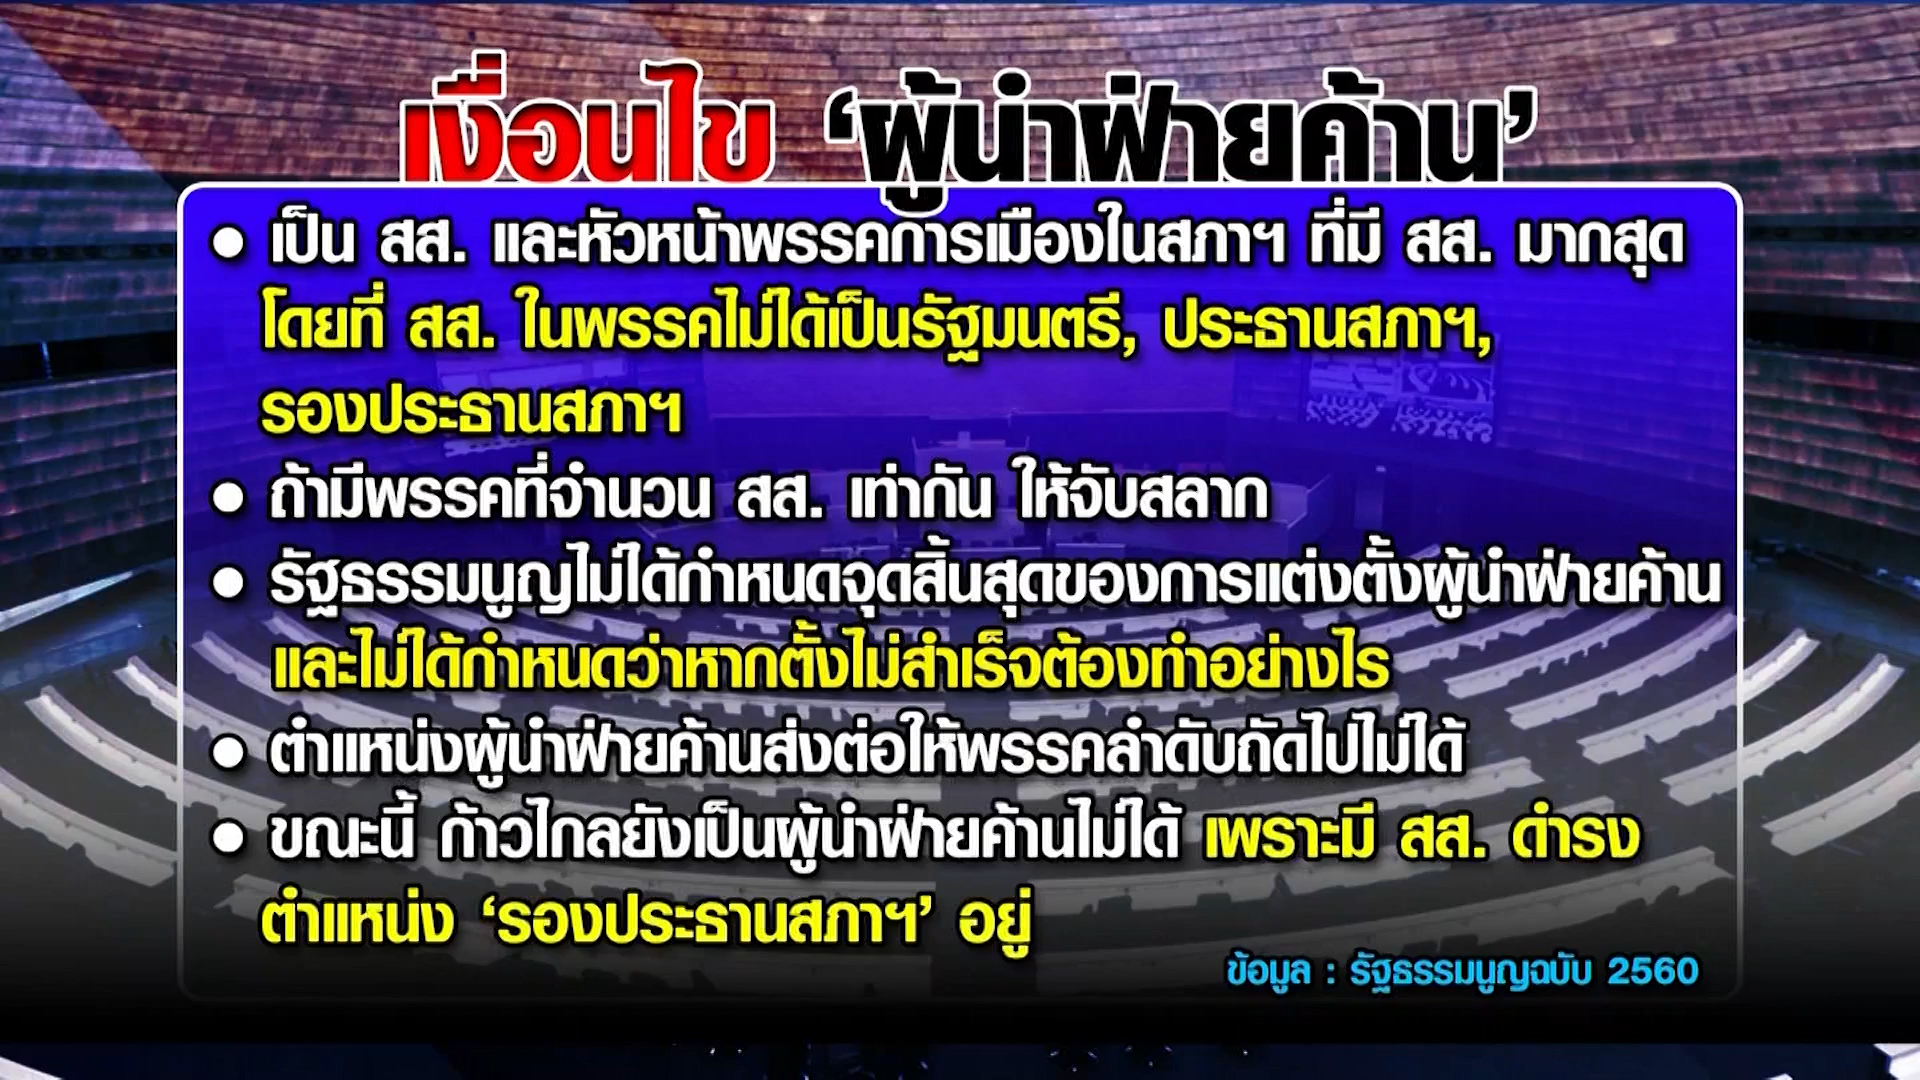 เงื่อนไข ‘ผู้นำฝ่ายค้าน’
• เป็น สส. และหัวหน้าพรรคการเมืองในสภาฯ ที่มี สส. มากสุด
โดยที่ สส. ในพรรคไม่ได้เป็นรัฐมนตรี, ประธานสภาฯ,
รองประธานสภาฯ
• ถ้ามีพรรคที่จำนวน สส. เท่ากัน ให้จับสลาก
• รัฐธรรมนูญไม่ได้กำหนดจุดสิ้นสุดของการแต่งตั้งผู้นำฝ่ายค้าน
และไม่ได้กำหนดว่าหากตั้งไม่สำเร็จต้องทำอย่างไร
• ตำแหน่งผู้นำฝ่ายค้านส่งต่อให้พรรคลำดับถัดไปไม่ได้
• ขณะนี้ ก้าวไกลยังเป็นผู้นำฝ่ายค้านไม่ได้ เพราะมี สส. ดำรง
ตำแหน่ง ‘รองประธานสภาฯ’ อยู่
ข้อมูล : รัฐธรรมนูญฉบับ 2560